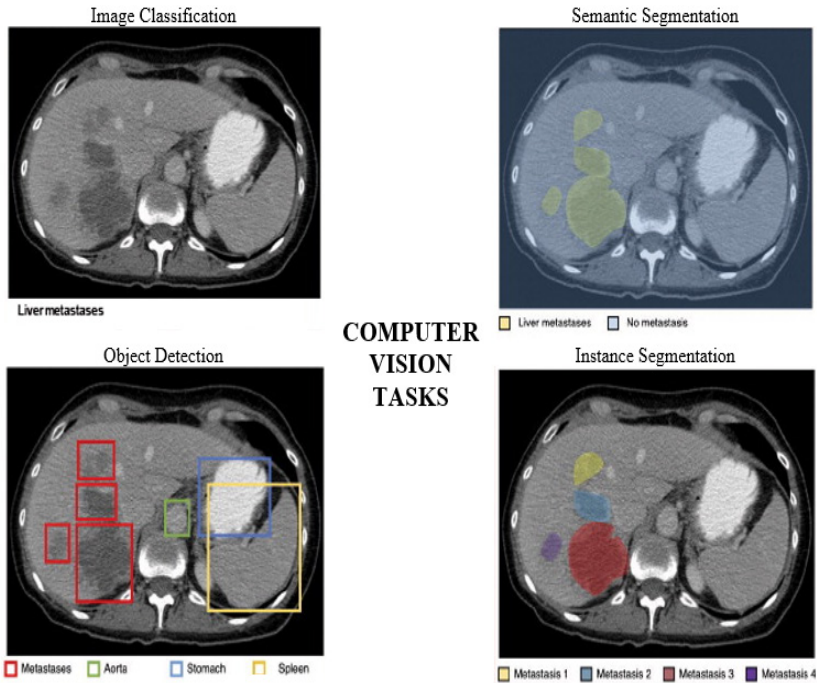 Image Classification
Semantic Segmentation
Liver metastases
Liver metastases No metastasis
COMPUTER
VISION
TASKS
Object Detection
Instance Segmentation
Metastases Aorta Stomach Spleen
Metastasis 1 Metastasis 2 Metastasis 3 Metastasis 4